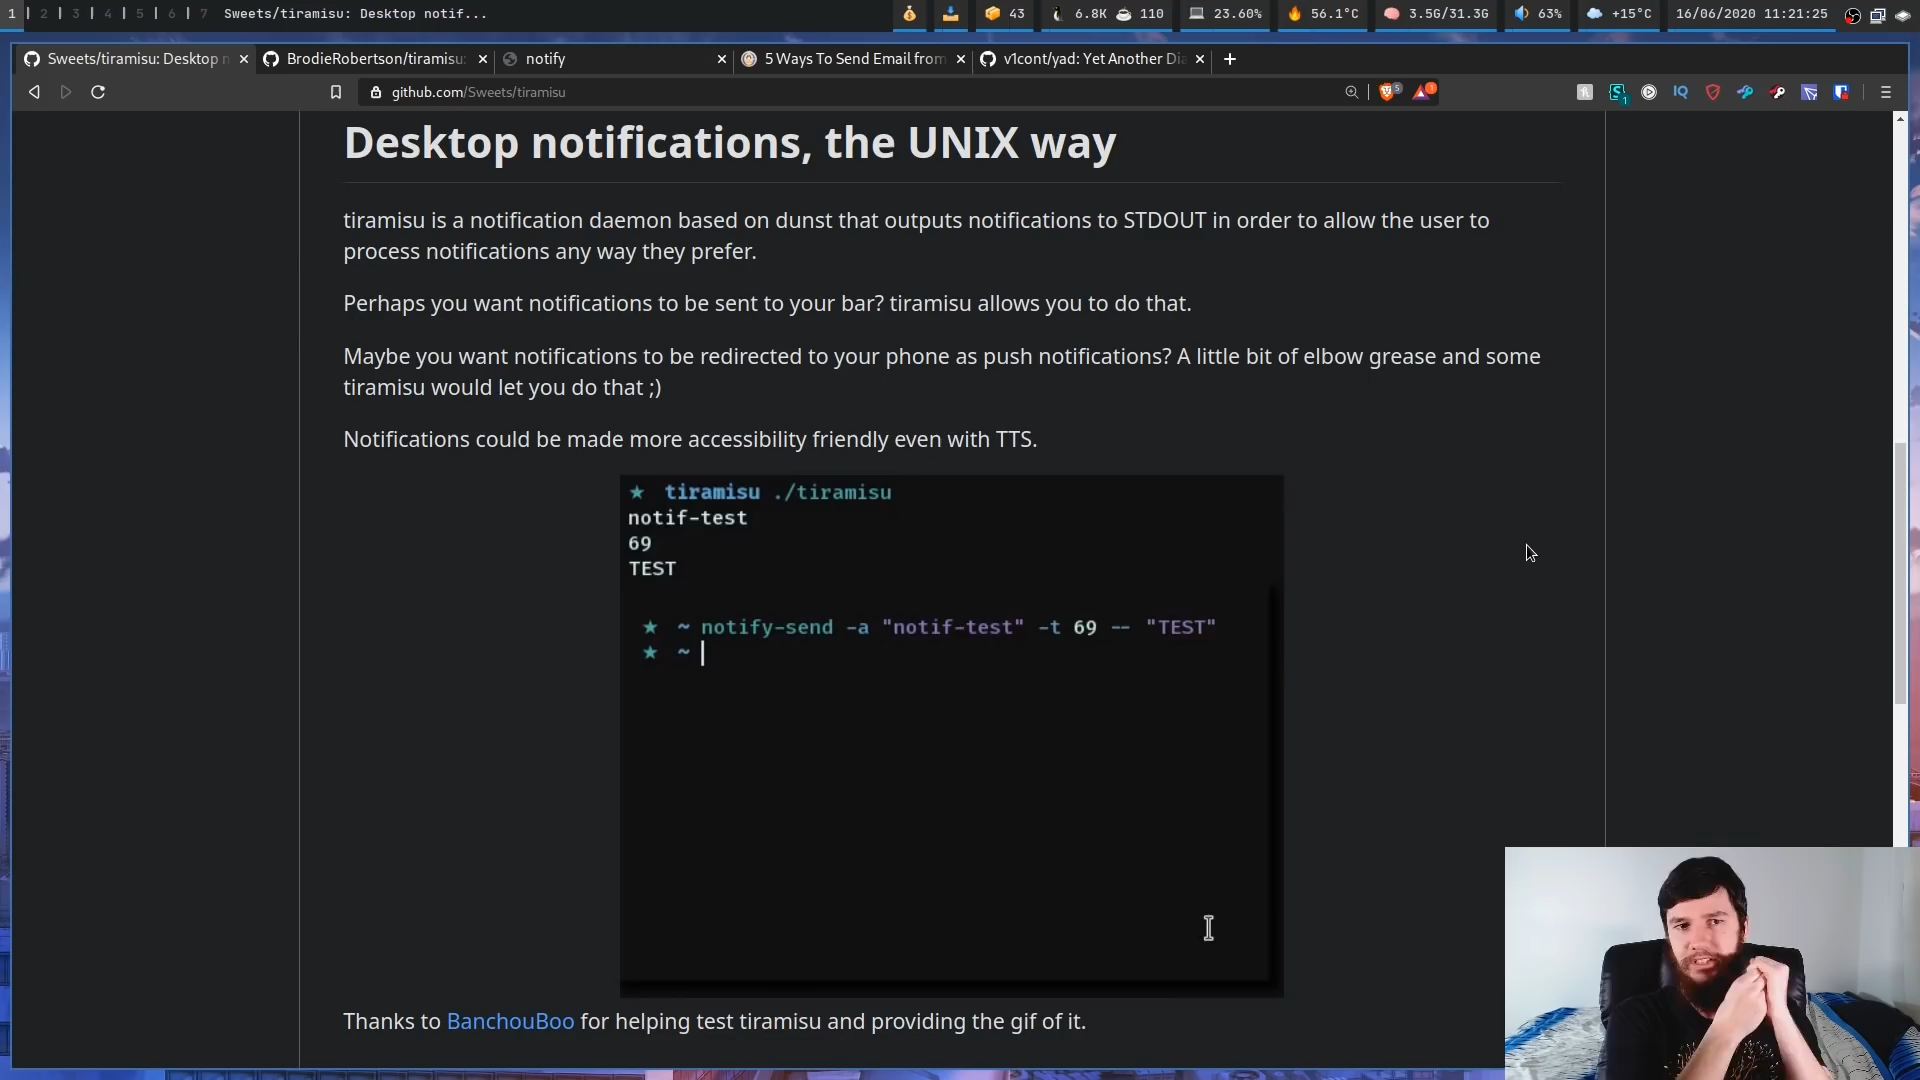 1 | 2 | 3 | 4 | 5 | 6 | 7 Sweets/tiramisu: Desktop notif... 43 6.8K 110 23.60% 56.1°C 3.5G/31.3G 63% +15°C 16/06/2020 11:21:25
Sweets/tiramisu: Desktop n BrodieRobertson/tiramisu: notify 5 Ways To Send Email from v1cont/yad: Yet Another Dia
github.com/Sweets/tiramisu 5 1 1 IQ
Desktop notifications, the UNIX way
tiramisu is a notification daemon based on dunst that outputs notifications to STDOUT in order to allow the user to
process notifications any way they prefer.
Perhaps you want notifications to be sent to your bar? tiramisu allows you to do that.
Maybe you want notifications to be redirected to your phone as push notifications? A little bit of elbow grease and some
tiramisu would let you do that ;)
Notifications could be made more accessibility friendly even with TTS.
★ tiramisu ./tiramisu
notif-test
69
TEST
★ ~ notify-send -a "notif-test" -t 69 -- "TEST"
★ ~
Thanks to BanchouBoo for helping test tiramisu and providing the gif of it.